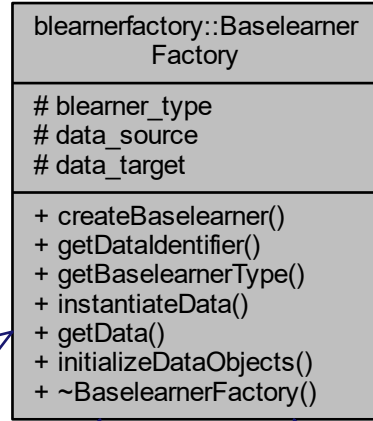 blearnerfactory::Baselearner
Factory
# blearner_type
# data_source
# data_target
+ createBaselearner()
+ getDataIdentifier()
+ getBaselearnerType()
+ instantiateData()
+ getData()
+ initializeDataObjects()
+ ~BaselearnerFactory()